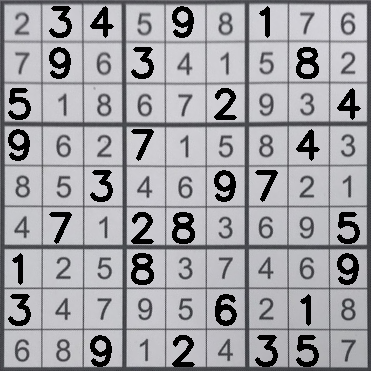 2 3 4 5 9 8 1 7 6
7 9 6 3 4 1 5 8 2
5 1 8 6 7 2 9 3 4
9 6 2 7 1 5 8 4 3
8 5 3 4 6 9 7 2 1
4 7 1 2 8 3 6 9 5
1 2 5 8 3 7 4 6 9
3 4 7 9 5 6 2 1 8
6 8 9 1 2 4 3 5 7